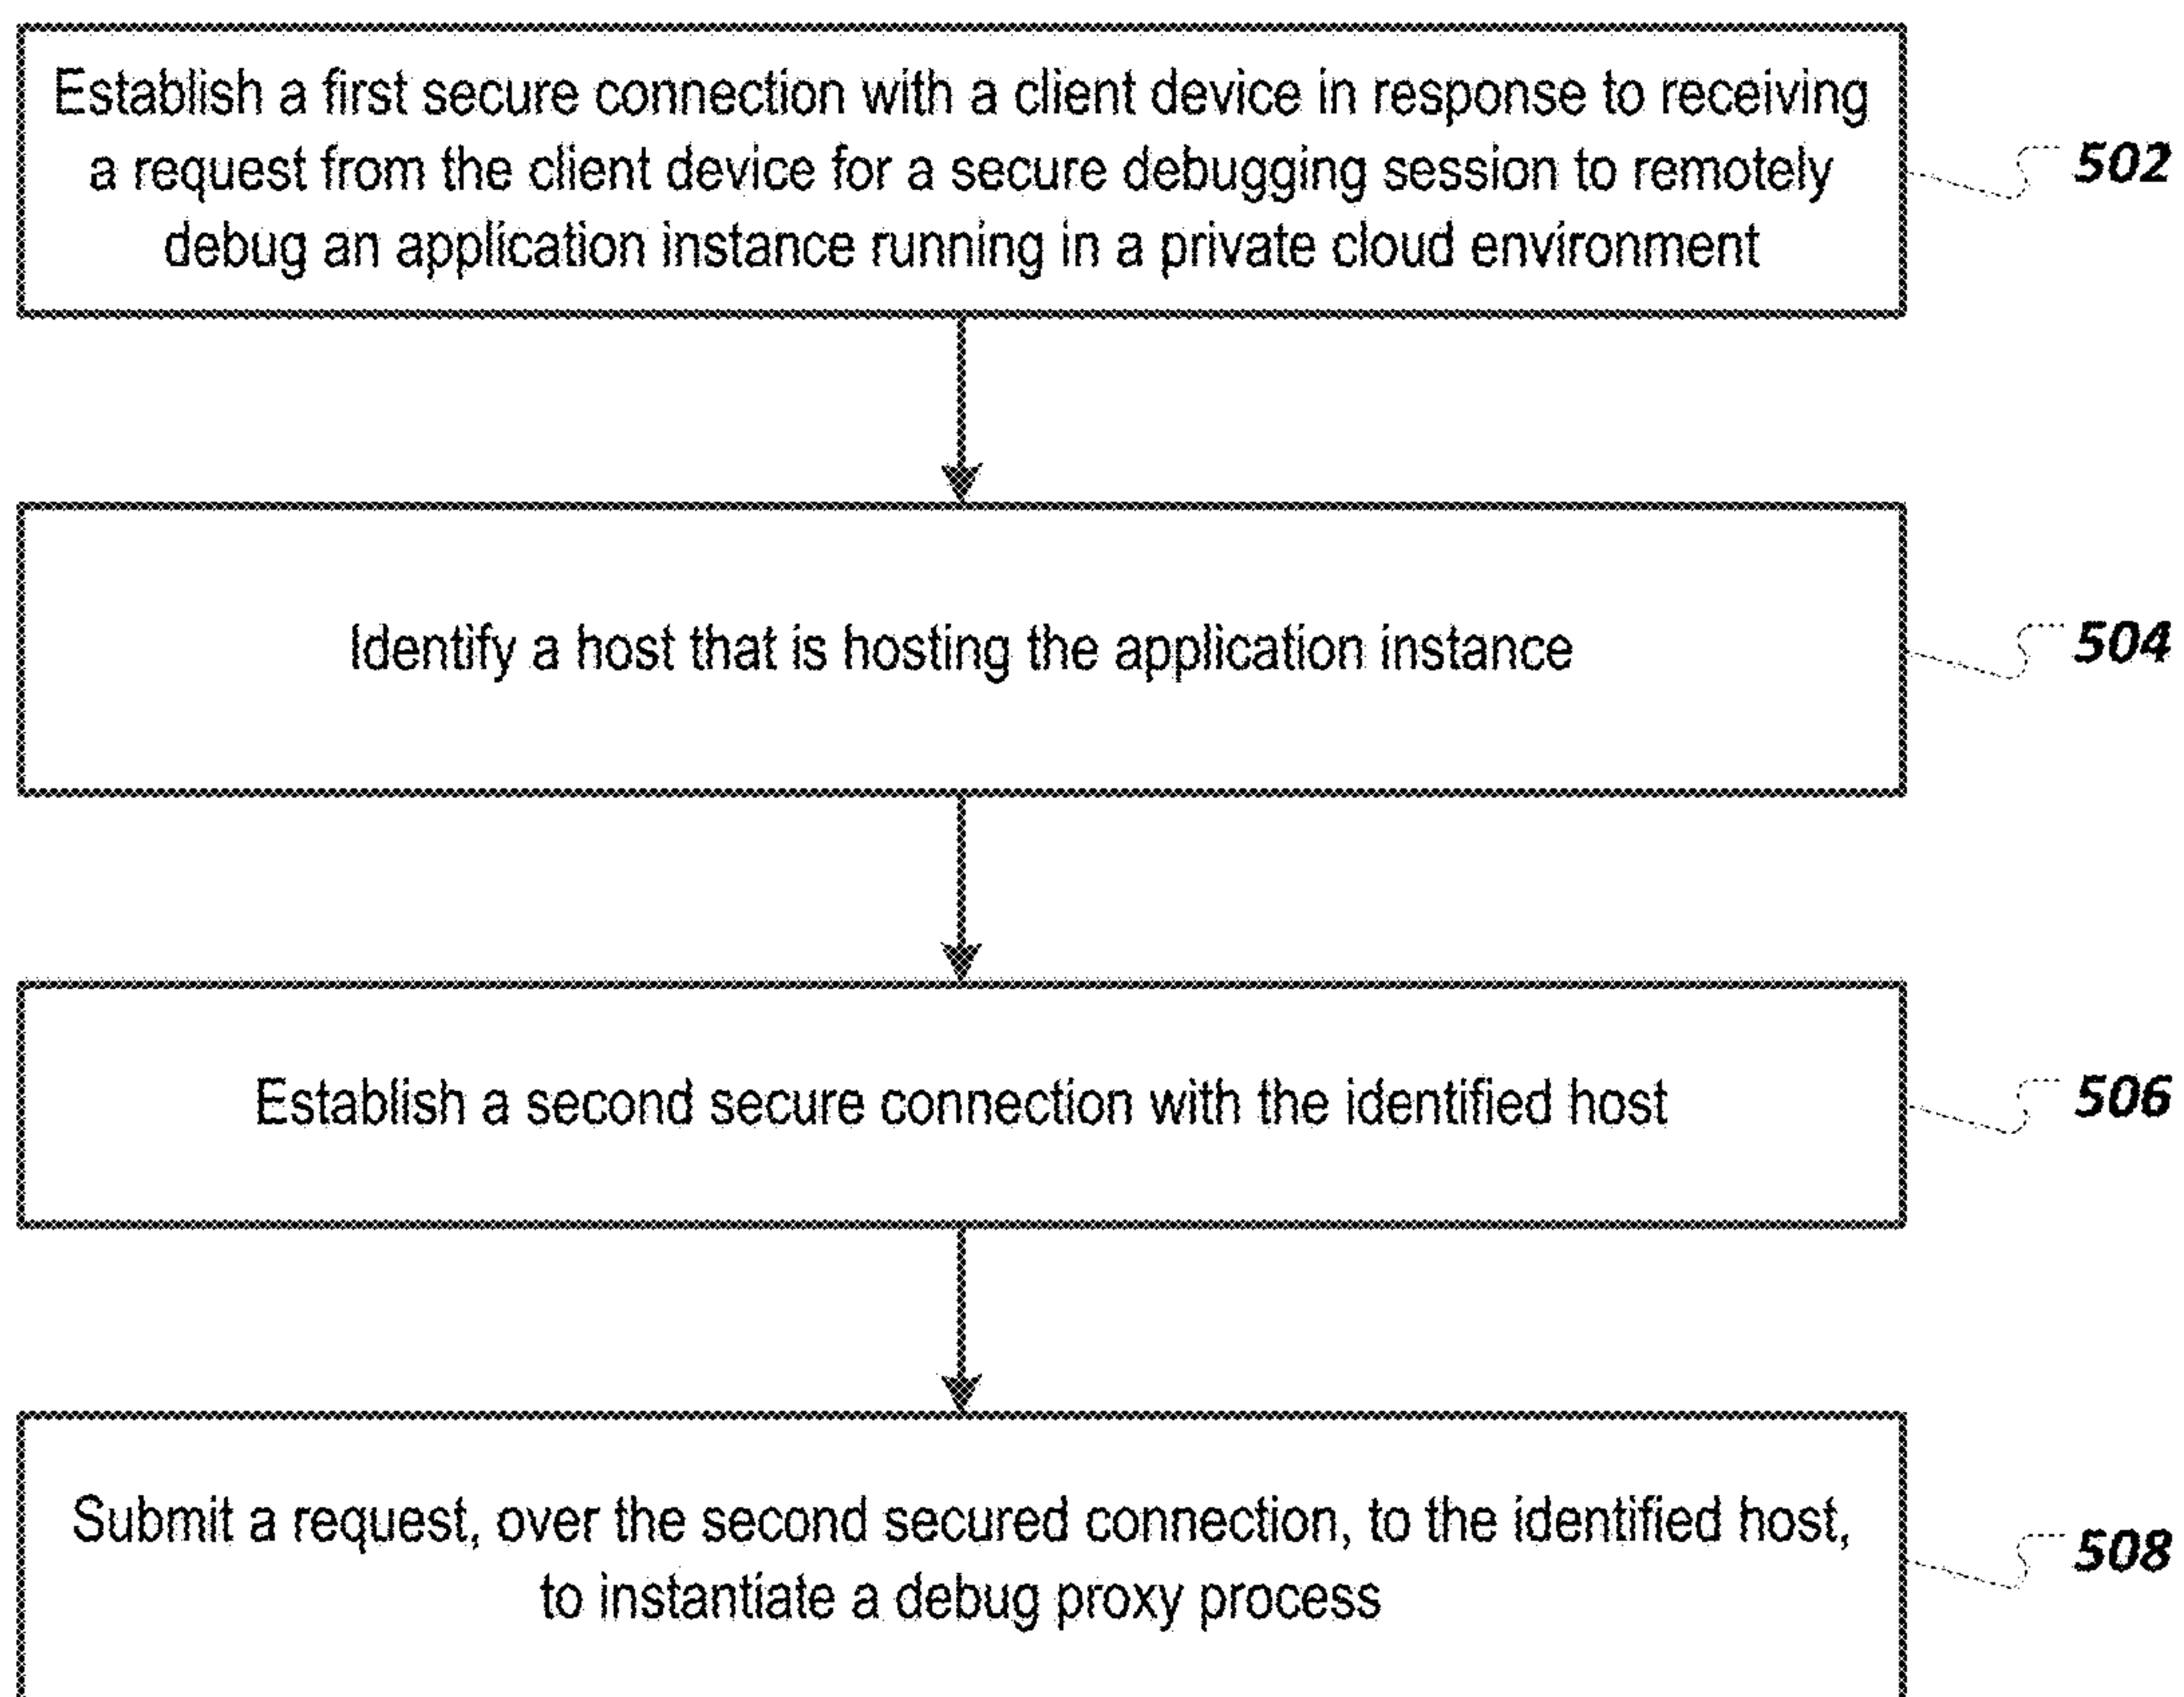 Establish a first secure connection with a client device in response to receiving
a request from the client device for a secure debugging session to remotely
debug an application instance running in a private cloud environment
502
Identify a host that is hosting the application instance
504
Establish a second secure connection with the identified host
506
Submit a request, over the second secured connection, to the identified host,
to instantiate a debug proxy process
508